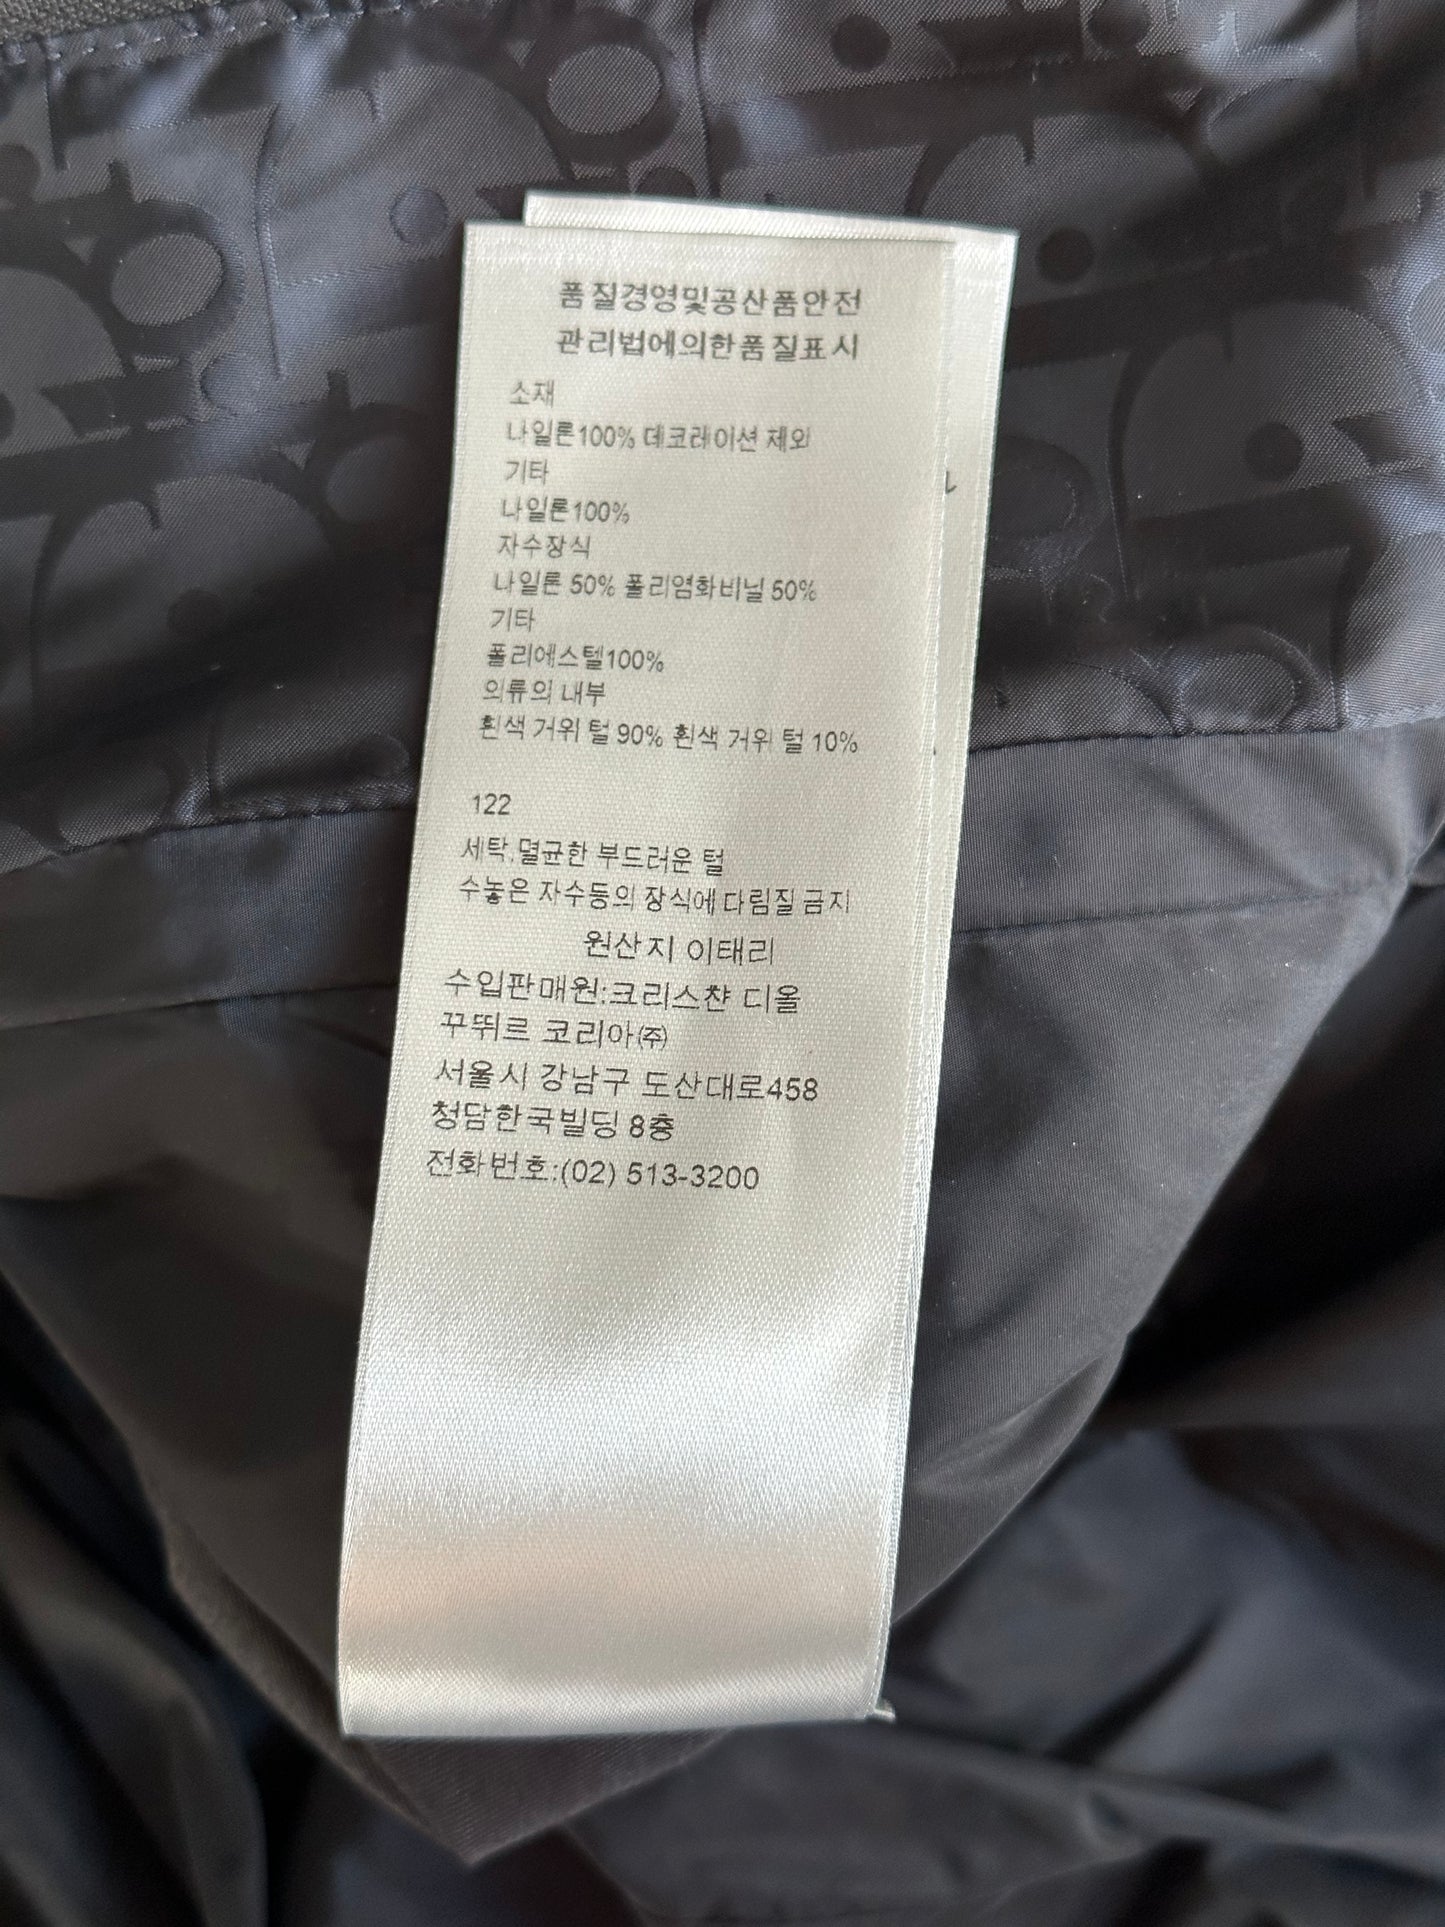 품질경영및공산품안전
관리법에의한품질표시
소재
나일론100% 데코레이션 제외
기타
나일론100%
자수장식
나일론 50% 폴리염화비닐 50%
기타
폴리에스텔100%
의류의 내부
흰색 거위 털 90% 흰색 거위 털 10%
122
세탁.멸균한 부드러운 털
수놓은 자수등의 장식에 다림질 금지
원산지 이태리
수입판매원:크리스챤 디올
꾸뛰르 코리아㈜
서울시 강남구 도산대로458
청담한국빌딩 8층
전화번호:(02) 513-3200